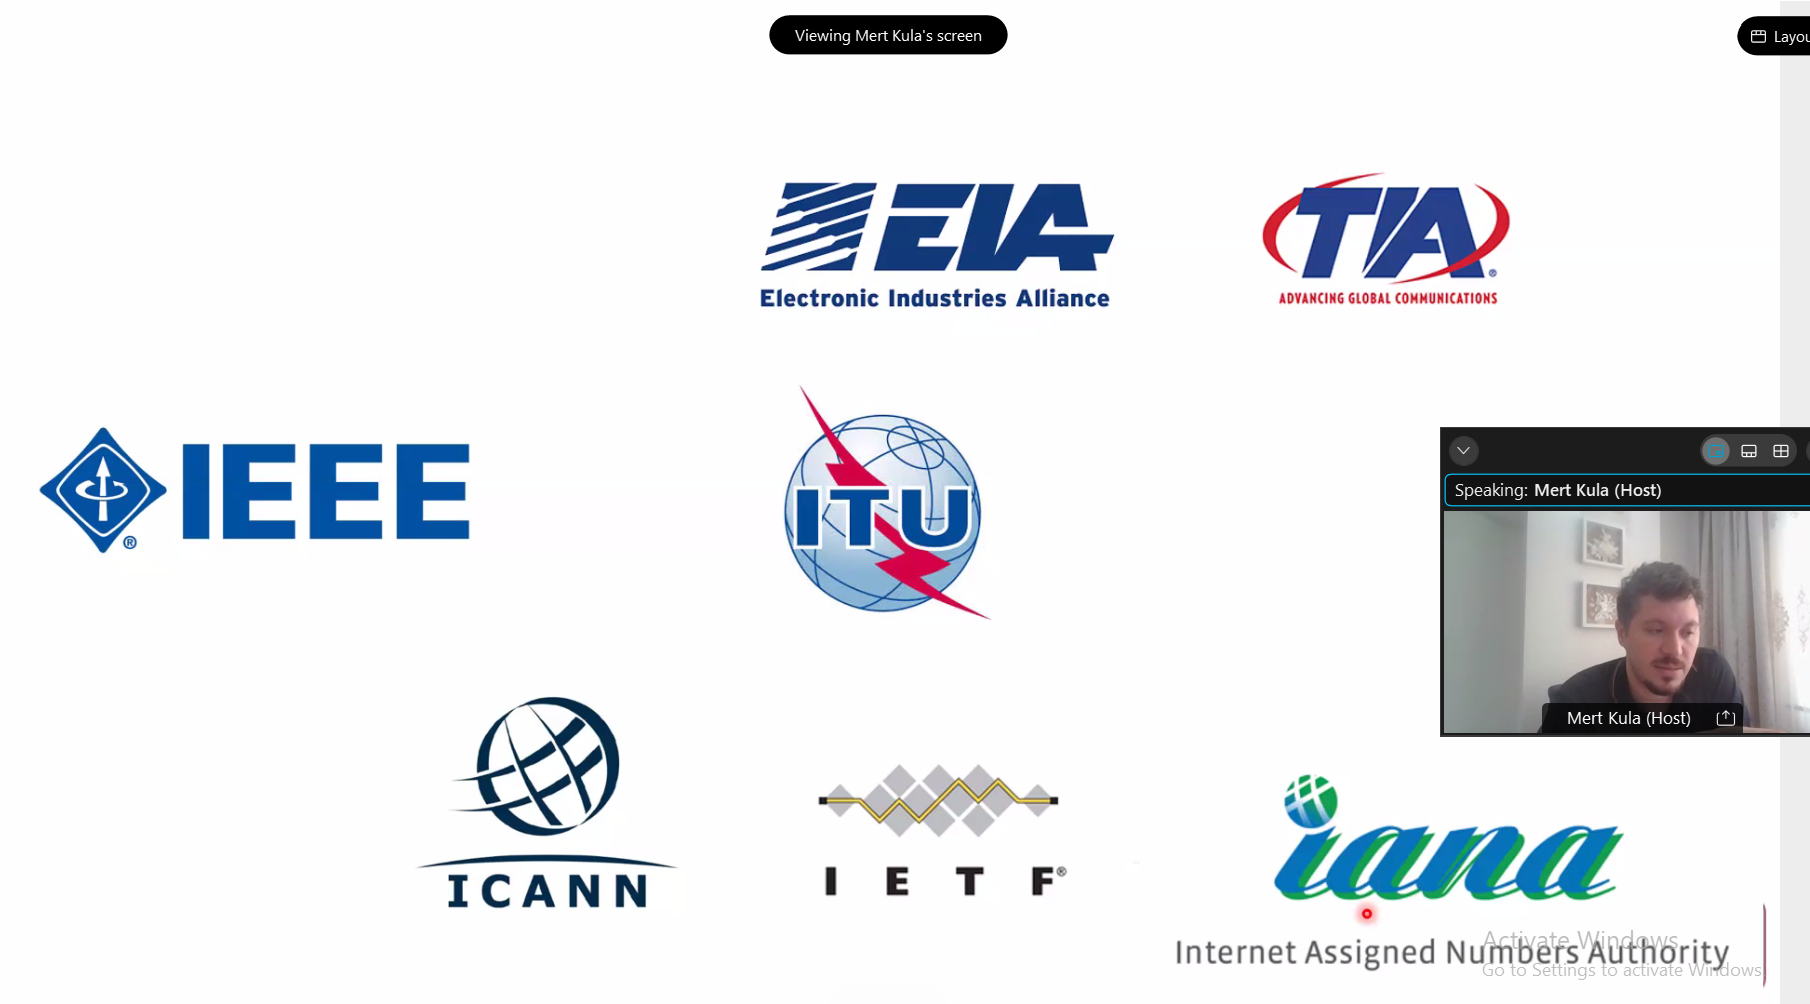 Viewing Mert Kula's screen
Layou
EIA
Electronic Industries Alliance
TIA®
ADVANCING GLOBAL COMMUNICATIONS
IEEE®
ITU
Speaking: Mert Kula (Host)
Mert Kula (Host)
ICANN
IETF®
iana
Internet Assigned Numbers Authority
Activate Windows
Go to Settings to activate Windows.